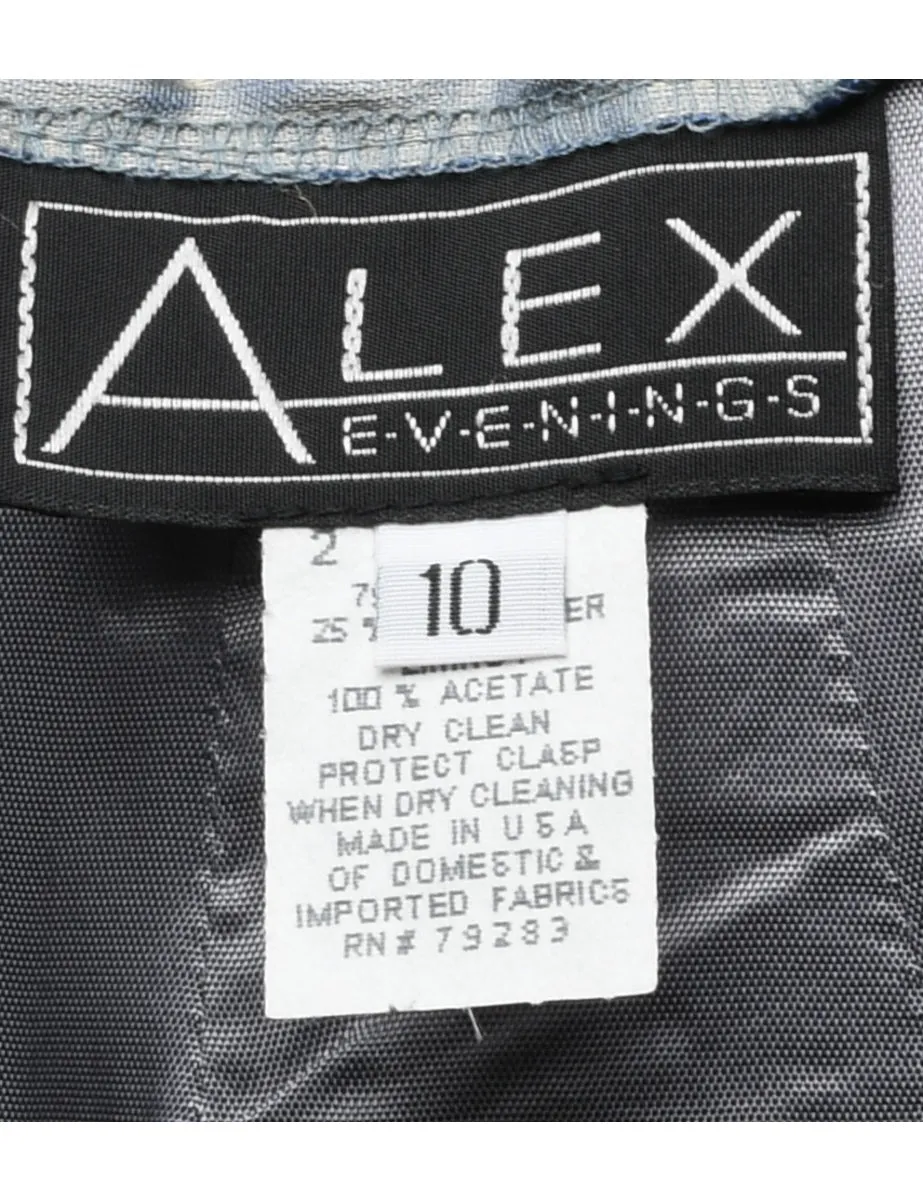 ALEX
E-V-E-N-I-N-G-S
10
2
25 %
100 % ACETATE
DRY CLEAN
PROTECT CLASP
WHEN DRY CLEANING
MADE IN U S A
OF DOMESTIC &
IMPORTED FABRICS
RN # 79283